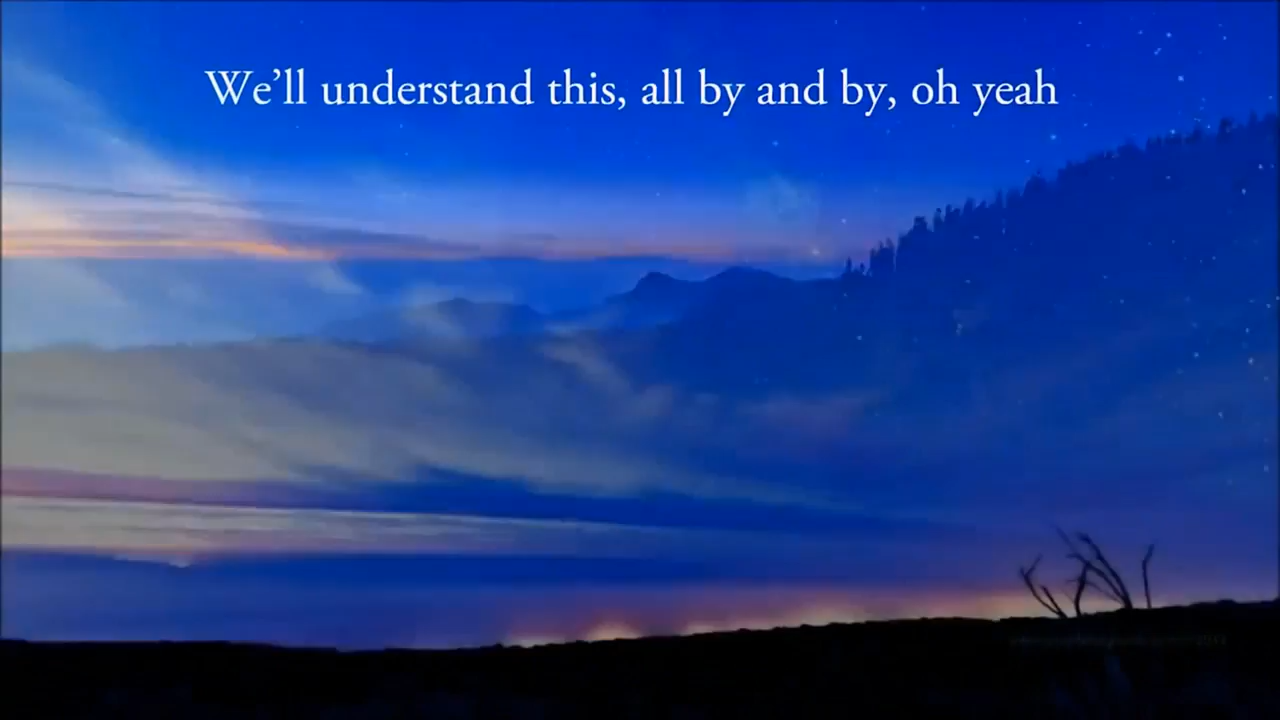 We’ll understand this, all by and by, oh yeah